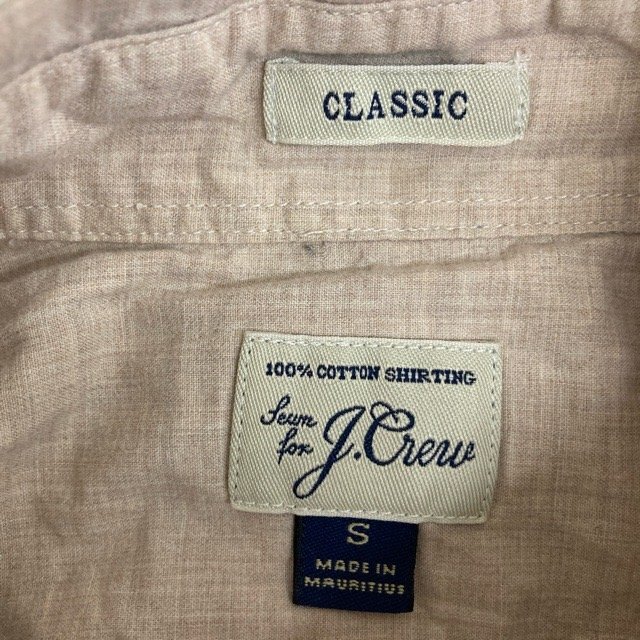 CLASSIC
100% COTTON SHIRTING
Sewn for J.Crew
S
MADE IN
MAURITIUS